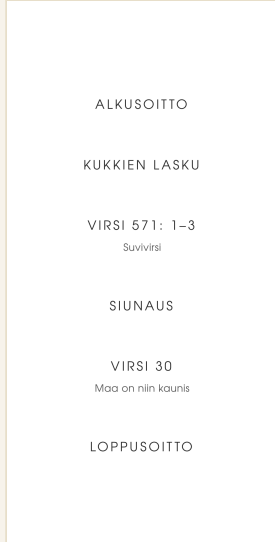 ALKUSOITTO
KUKKIEN LASKU
VIRSI 571: 1–3
Suvivirsi
SIUNAUS
VIRSI 30
Maa on niin kaunis
LOPPUSOITTO